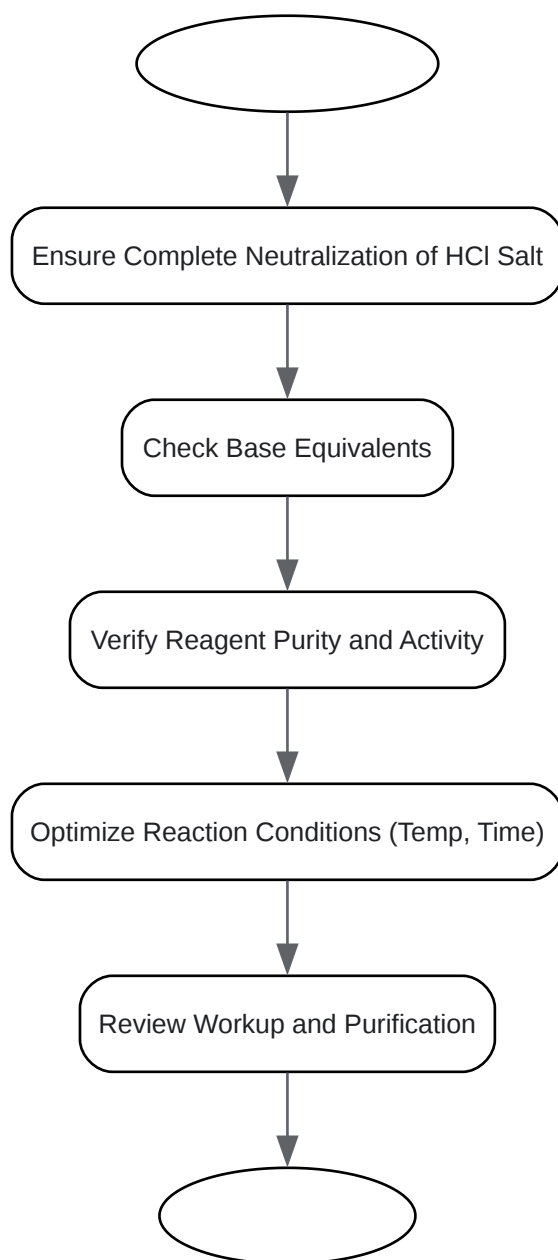 Ensure Complete Neutralization of HCl Salt
Check Base Equivalents
Verify Reagent Purity and Activity
Optimize Reaction Conditions (Temp, Time)
Review Workup and Purification